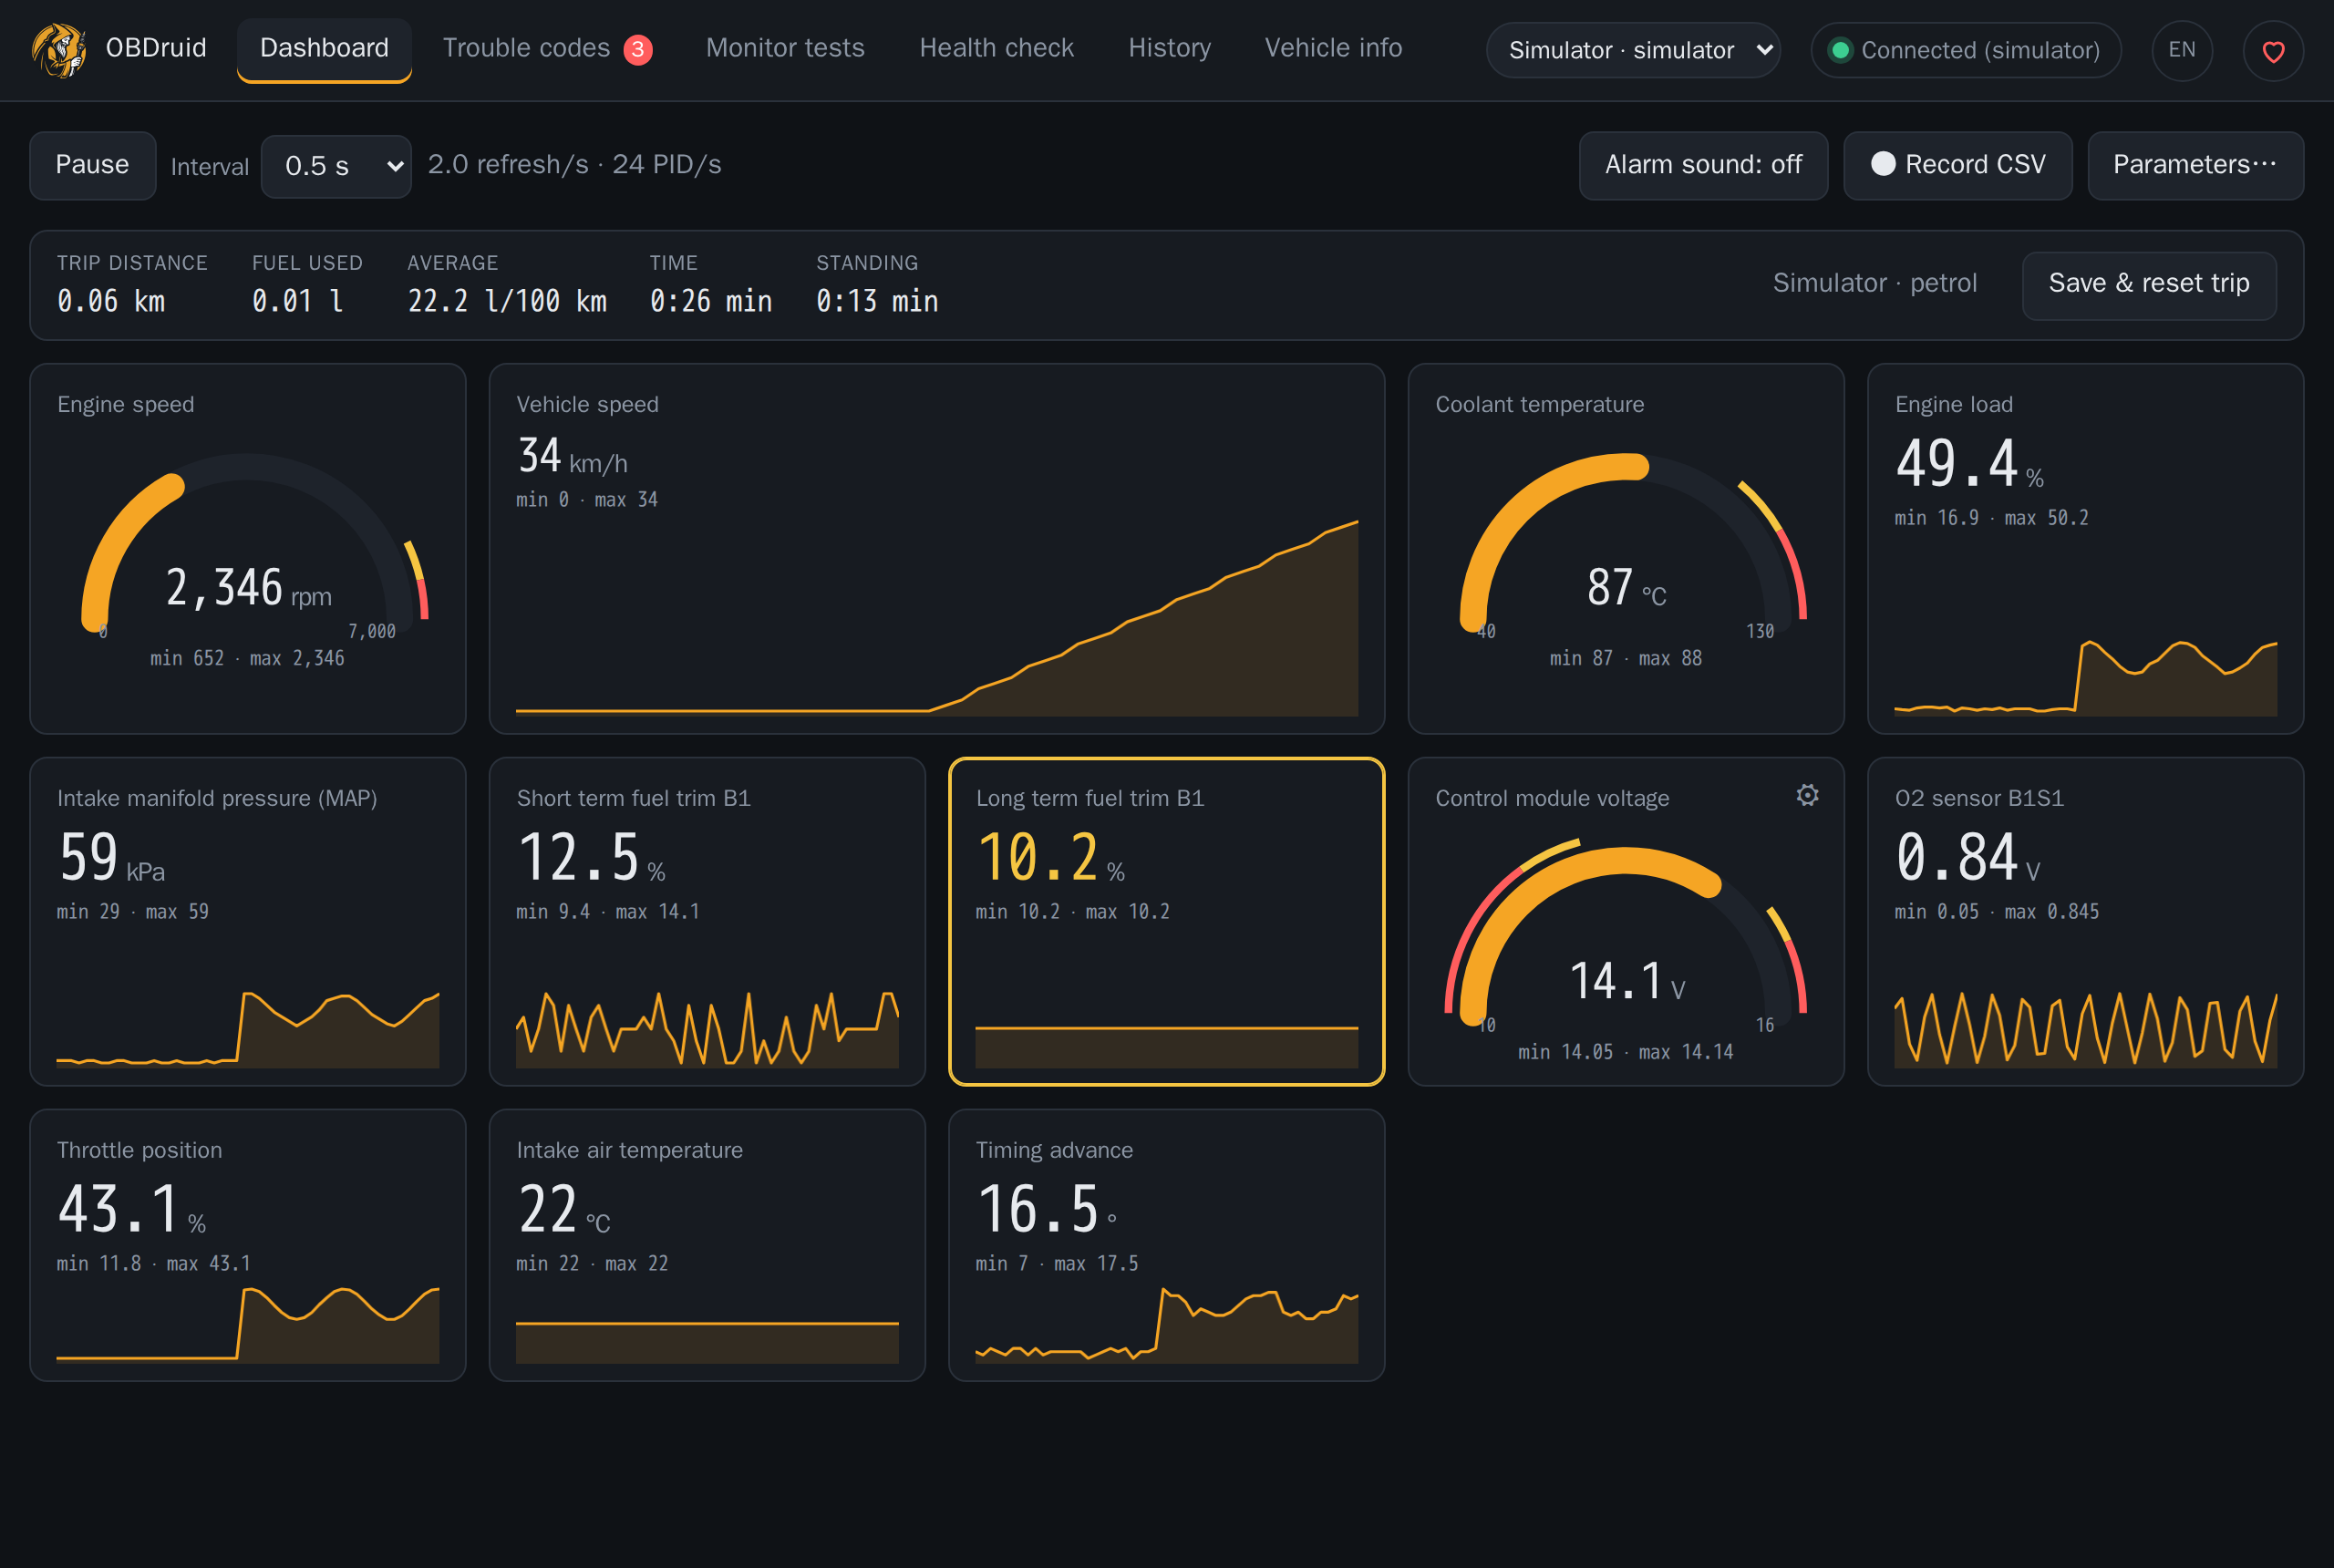 OBDruid
Dashboard
Trouble codes 3
Monitor tests
Health check
History
Vehicle info
Simulator · simulator
Connected (simulator)
EN
Pause
Interval
0.5 s
2.0 refresh/s · 24 PID/s
Alarm sound: off
Record CSV
Parameters···
TRIP DISTANCE
0.06 km
FUEL USED
0.01 l
AVERAGE
22.2 l/100 km
TIME
0:26 min
STANDING
0:13 min
Simulator · petrol
Save & reset trip
Engine speed
2,346 rpm
0
7,000
min 652 · max 2,346
Vehicle speed
34 km/h
min 0 · max 34
Coolant temperature
87 °C
40
130
min 87 · max 88
Engine load
49.4 %
min 16.9 · max 50.2
Intake manifold pressure (MAP)
59 kPa
min 29 · max 59
Short term fuel trim B1
12.5 %
min 9.4 · max 14.1
Long term fuel trim B1
10.2 %
min 10.2 · max 10.2
Control module voltage
14.1 V
10
16
min 14.05 · max 14.14
O2 sensor B1S1
0.84 V
min 0.05 · max 0.845
Throttle position
43.1 %
min 11.8 · max 43.1
Intake air temperature
22 °C
min 22 · max 22
Timing advance
16.5 °
min 7 · max 17.5